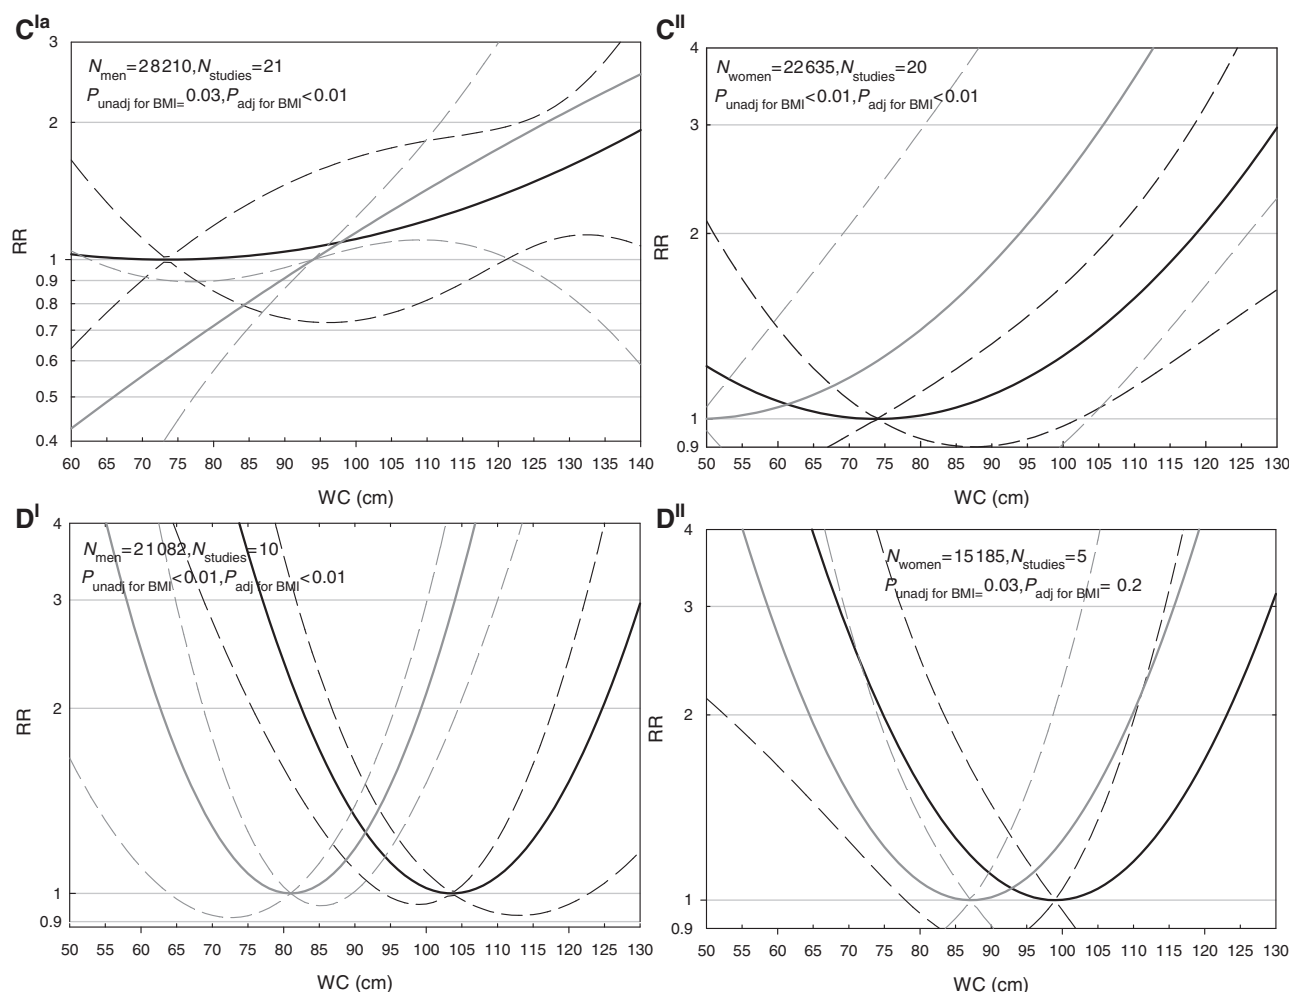 C^Ia
N_men=28210,N_studies=21
P_unadj for BMI=0.03,P_adj for BMI<0.01
3
2
1
0.9
0.8
0.7
0.6
0.5
0.4
RR
60 65 70 75 80 85 90 95 100 105 110 115 120 125 130 135 140
WC (cm)
C^II
N_women=22635,N_studies=20
P_unadj for BMI<0.01,P_adj for BMI<0.01
4
3
2
1
0.9
RR
50 55 60 65 70 75 80 85 90 95 100 105 110 115 120 125 130
WC (cm)
D^I
N_men=21082,N_studies=10
P_unadj for BMI<0.01,P_adj for BMI<0.01
4
3
2
1
0.9
RR
50 55 60 65 70 75 80 85 90 95 100 105 110 115 120 125 130
WC (cm)
D^II
N_women=15185,N_studies=5
P_unadj for BMI=0.03,P_adj for BMI= 0.2
4
3
2
1
0.9
RR
50 55 60 65 70 75 80 85 90 95 100 105 110 115 120 125 130
WC (cm)